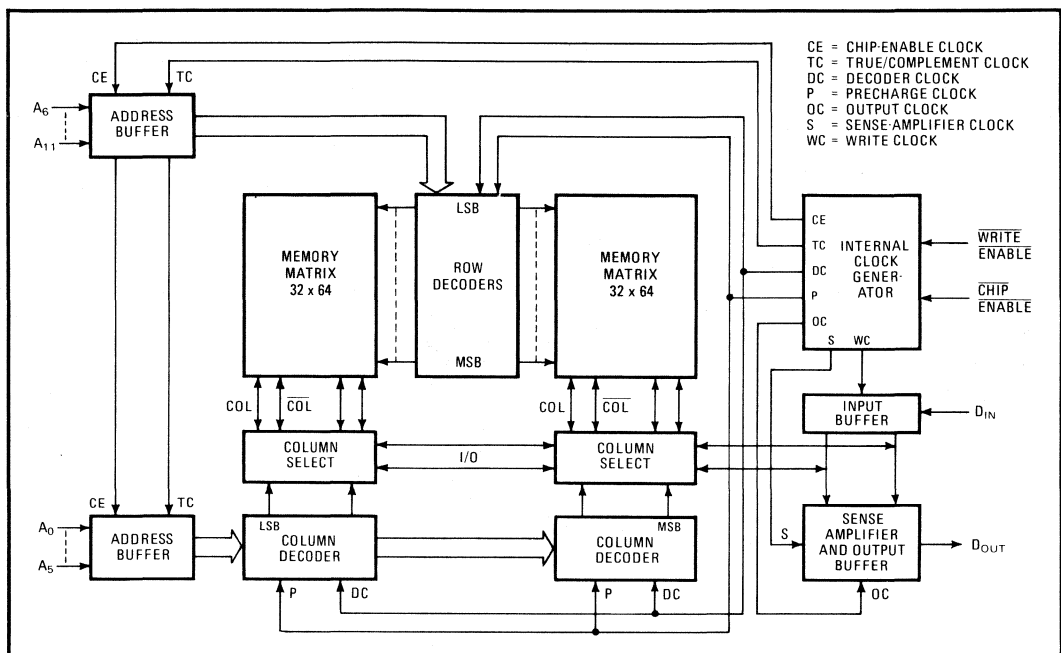 CE = CHIP-ENABLE CLOCK
TC = TRUE/COMPLEMENT CLOCK
DC = DECODER CLOCK
P = PRECHARGE CLOCK
OC = OUTPUT CLOCK
S = SENSE-AMPLIFIER CLOCK
WC = WRITE CLOCK
CE TC
A6
A11
ADDRESS
BUFFER
MEMORY
MATRIX
32 x 64
LSB
ROW
DECODERS
MSB
MEMORY
MATRIX
32 x 64
CE
TC
DC
P
OC
S WC
INTERNAL
CLOCK
GENER-
ATOR
WRITE
ENABLE
CHIP
ENABLE
COL COL
COL COL
INPUT
BUFFER
DIN
COLUMN
SELECT
I/O
COLUMN
SELECT
CE TC
A0
A5
ADDRESS
BUFFER
LSB
COLUMN
DECODER
P DC
MSB
COLUMN
DECODER
P DC
S
SENSE
AMPLIFIER
AND OUTPUT
BUFFER
DOUT
OC